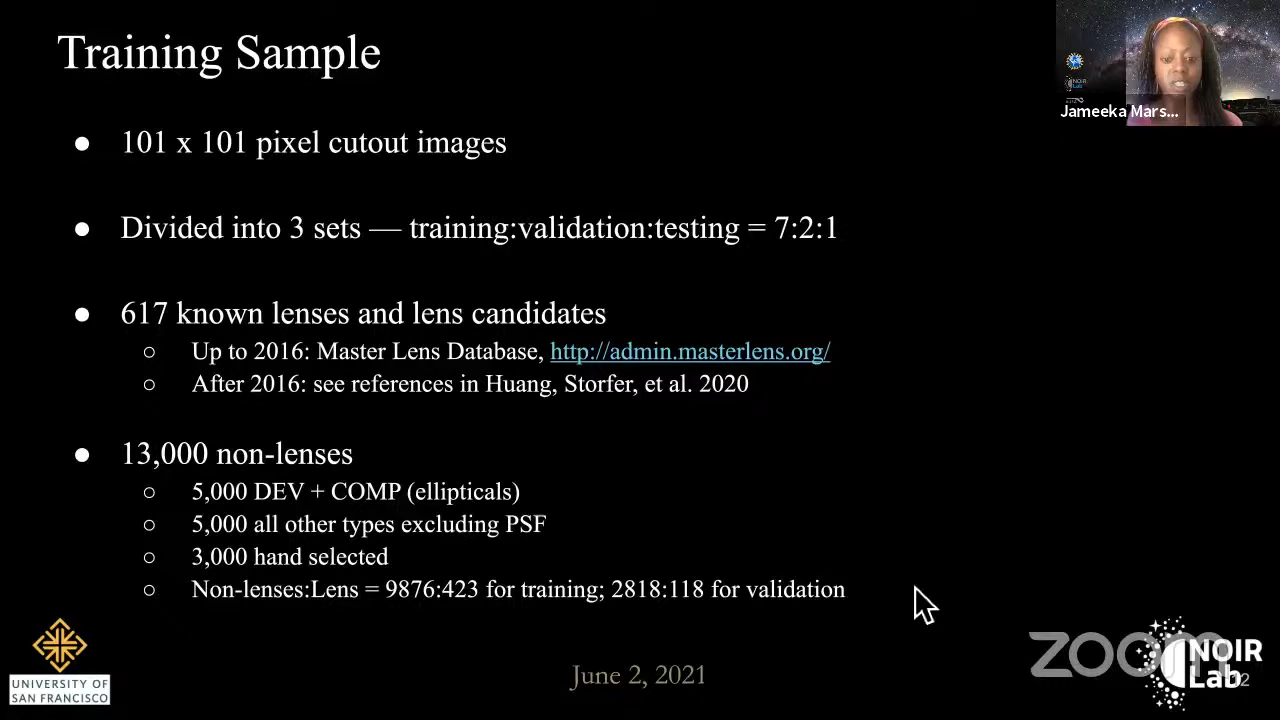 Training Sample
NOIR
Lab
Jameeka Mars...
● 101 x 101 pixel cutout images
● Divided into 3 sets — training:validation:testing = 7:2:1
● 617 known lenses and lens candidates
○ Up to 2016: Master Lens Database, http://admin.masterlens.org/
○ After 2016: see references in Huang, Storfer, et al. 2020
● 13,000 non-lenses
○ 5,000 DEV + COMP (ellipticals)
○ 5,000 all other types excluding PSF
○ 3,000 hand selected
○ Non-lenses:Lens = 9876:423 for training; 2818:118 for validation
UNIVERSITY OF
SAN FRANCISCO
June 2, 2021
zoom
NOIR
Lab
12